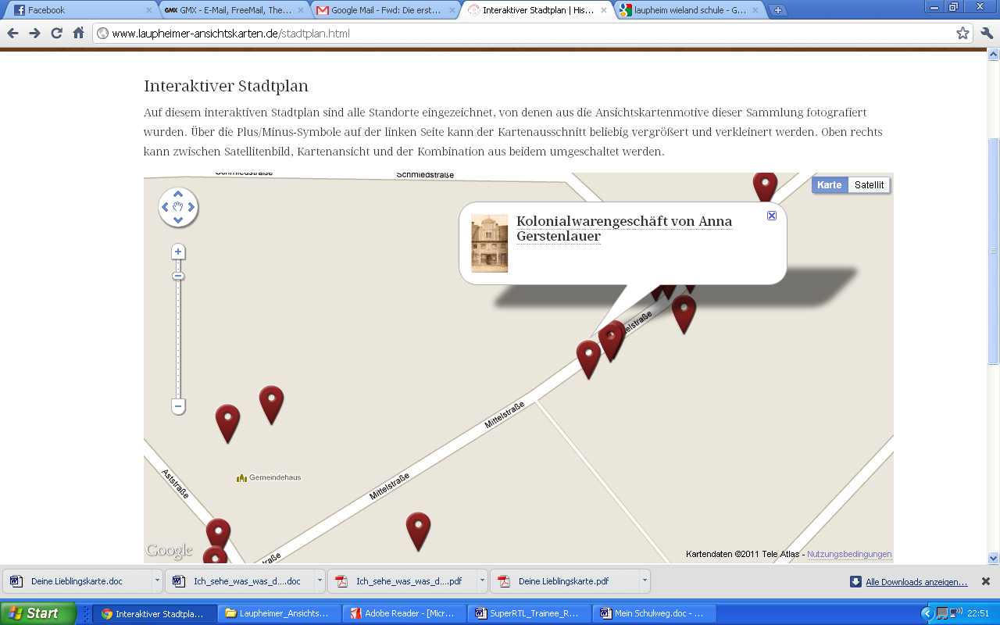 Facebook
GMX - E-Mail, FreeMail, The...
Google Mail - Fwd: Die erst...
Interaktiver Stadtplan | His...
laupheim wieland schule - G...
www.laupheimer-ansichtskarten.de/stadtplan.html
Interaktiver Stadtplan
Auf diesem interaktiven Stadtplan sind alle Standorte eingezeichnet, von denen aus die Ansichtskartenmotive dieser Sammlung fotografiert
wurden. Über die Plus/Minus-Symbole auf der linken Seite kann der Kartenausschnitt beliebig vergrößert und verkleinert werden. Oben rechts
kann zwischen Satellitenbild, Kartenansicht und der Kombination aus beidem umgeschaltet werden.
Schmiedstraße
Schmiedstraße
Karte
Satellit
Kolonialwarengeschäft von Anna
Gerstenlauer
elstraße
Mittelstraße
Gemeindehaus
Aststraße
Mittelstraße
straße
Google
Kartendaten ©2011 Tele Atlas - Nutzungsbedingungen
Deine Lieblingskarte.doc
Ich_sehe_was_was_d....doc
Ich_sehe_was_was_d....pdf
Deine Lieblingskarte.pdf
Alle Downloads anzeigen...
Start
Interaktiver Stadtpla...
Laupheimer_Ansichts...
Adobe Reader - [Micr...
SuperRTL_Trainee_R...
Mein Schulweg.doc - ...
22:51